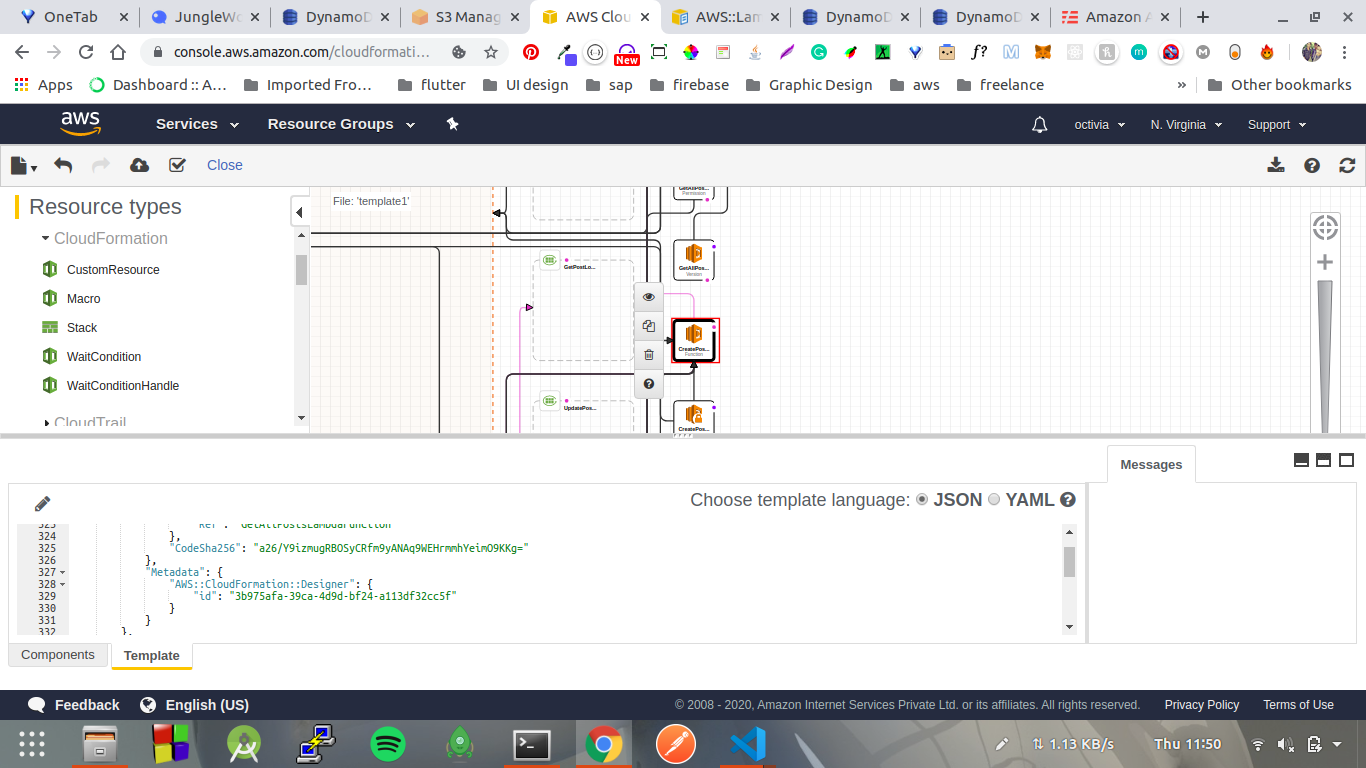 OneTab
JungleWo
DynamoD
S3 Manag
AWS Clou
AWS::Lam
DynamoD
DynamoD
Amazon A
console.aws.amazon.com/cloudformati…
New
Apps
Dashboard :: A…
Imported Fro…
flutter
UI design
sap
firebase
Graphic Design
aws
freelance
»
Other bookmarks
aws
Services
Resource Groups
octivia
N. Virginia
Support
Close
Resource types
CloudFormation
CustomResource
Macro
Stack
WaitCondition
WaitConditionHandle
CloudTrail
File: 'template1'
GetAllPos...
Permission
GetAllPos...
Version
GetPostLo...
CreatePos...
Function
UpdatePos...
CreatePos...
Messages
Choose template language: JSON YAML
323 "Ref": "GetAllPostsLambdaFunction"
324 },
325 "CodeSha256": "a26/Y9izmugRBOSyCRfm9yANAq9WEHrmmhYeimO9KKg="
326 },
327 "Metadata": {
328 "AWS::CloudFormation::Designer": {
329 "id": "3b975afa-39ca-4d9d-bf24-a113df32cc5f"
330 }
331 }
332 },
Components
Template
Feedback
English (US)
© 2008 - 2020, Amazon Internet Services Private Ltd. or its affiliates. All rights reserved.
Privacy Policy
Terms of Use
1.13 KB/s
Thu 11:50